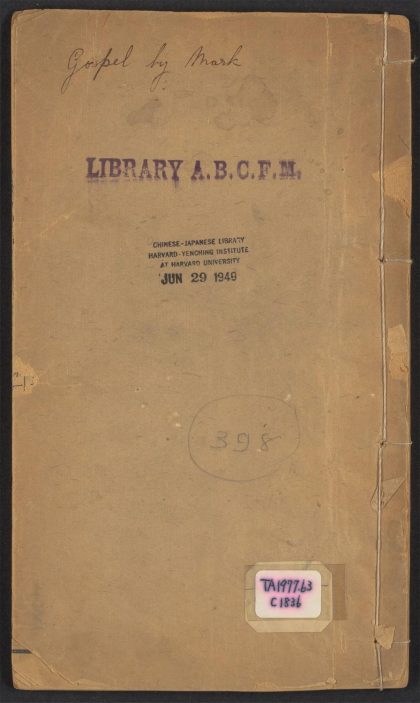 Gospel by Mark
LIBRARY A.B.C.F.M.
CHINESE-JAPANESE LIBRARY
HARVARD-YENCHING INSTITUTE
AT HARVARD UNIVERSITY
JUN 29 1949
398
TA1977.63
C1836